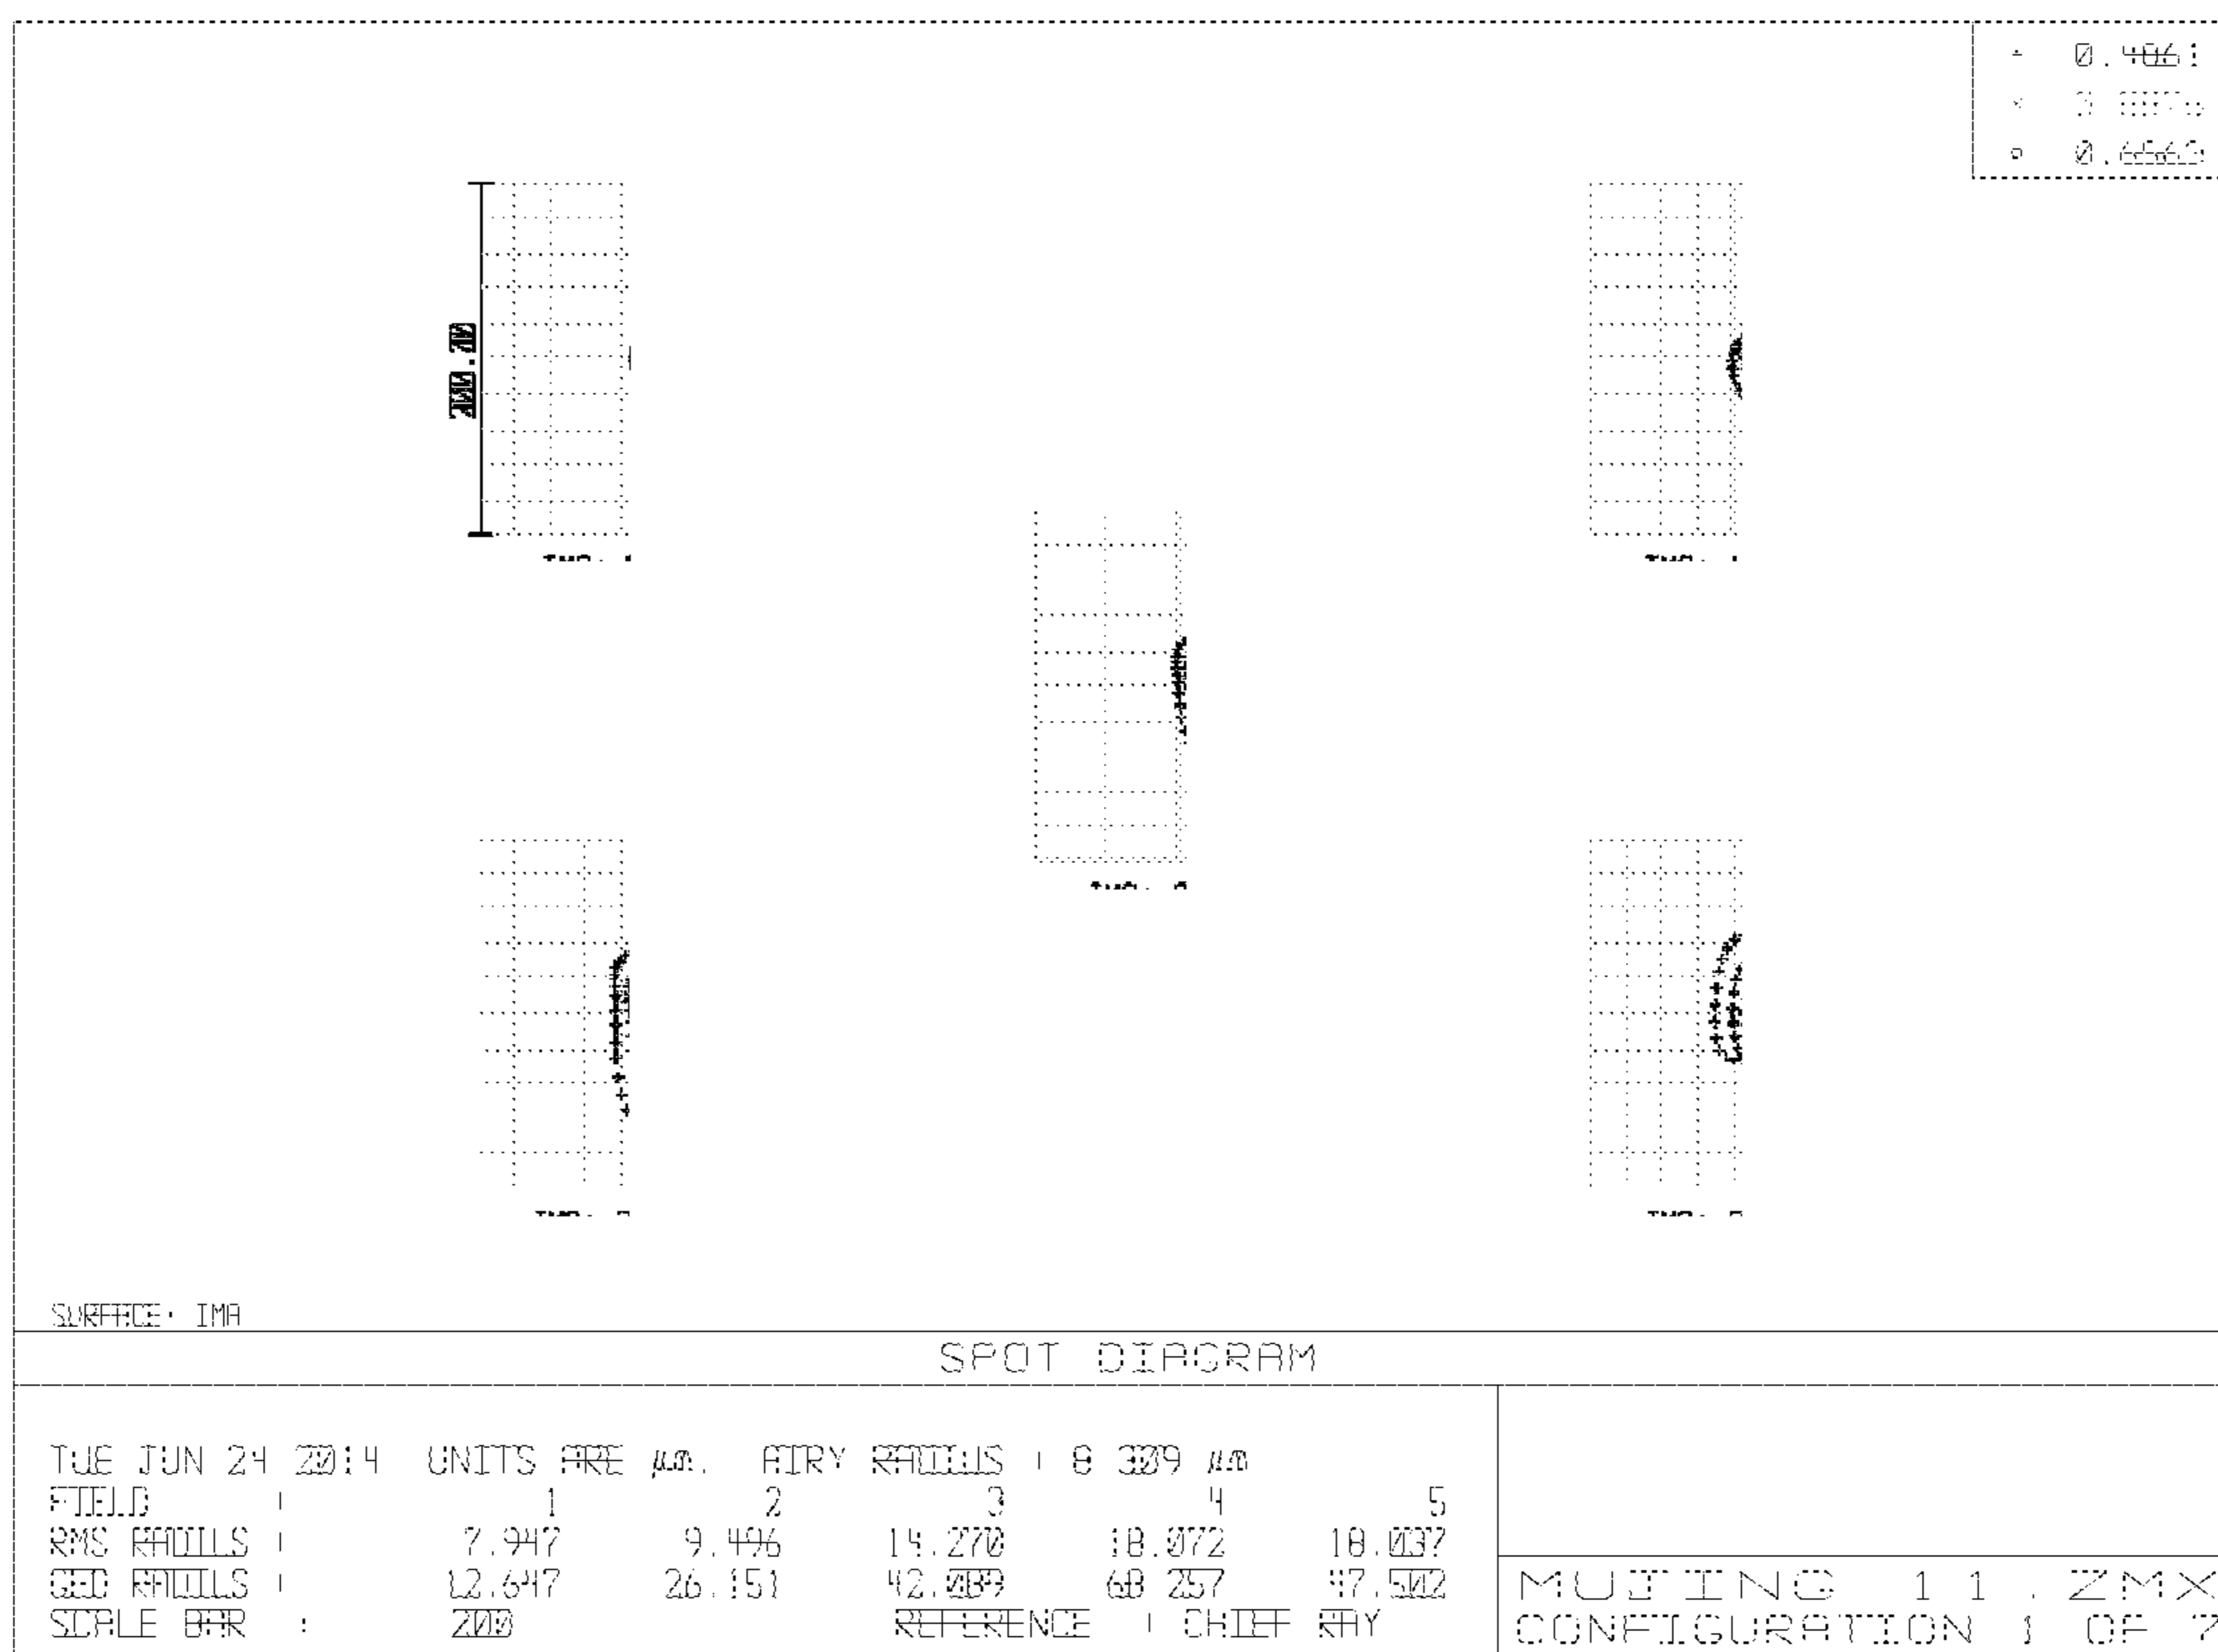 0.4861
0.6563
200.00
SURFACE: IMA
SPOT DIAGRAM
TUE JUN 24 2014 UNITS ARE µm. AIRY RADIUS : 8.309 µm
FIELD : 1 2 3 4 5
RMS RADIUS : 7.947 9.496 14.270 18.072 18.037
GEO RADIUS : 12.647 26.151 42.089 68.257 47.502
SCALE BAR : 200 REFERENCE : CHIEF RAY
MUJING 11.ZMX
CONFIGURATION 1 OF 7